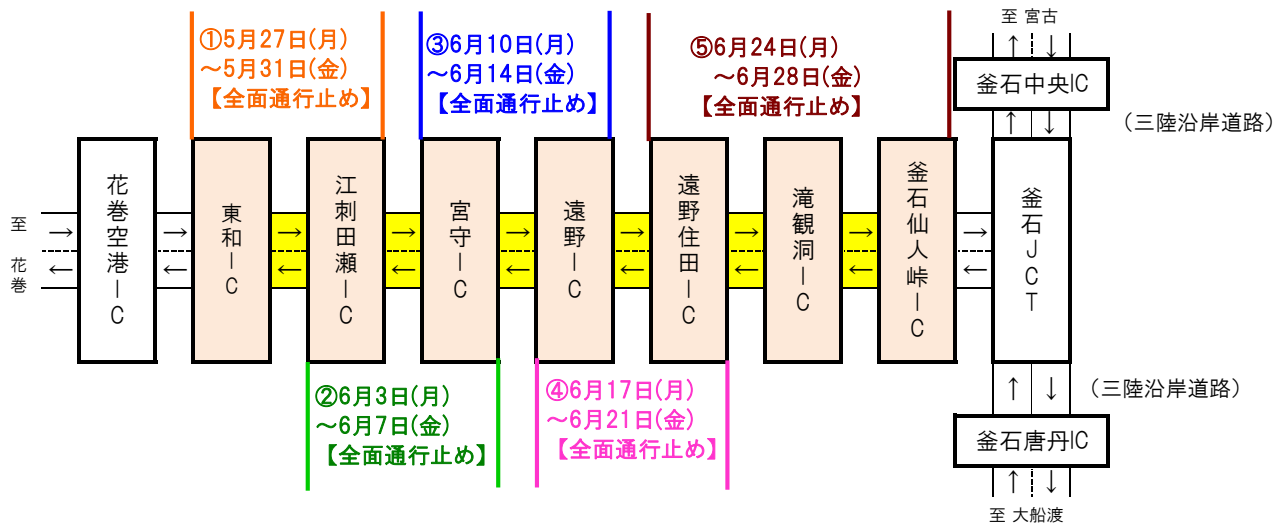 ①5月27日(月)
～5月31日(金)
【全面通行止め】
③6月10日(月)
～6月14日(金)
【全面通行止め】
⑤6月24日(月)
～6月28日(金)
【全面通行止め】
至 宮古
↑ ↓
釜石中央IC
↑ ↓
（三陸沿岸道路）
至
花巻
→
←
花巻空港IC
→
←
東和IC
→
←
江刺田瀬IC
→
←
宮守IC
→
←
遠野IC
→
←
遠野住田IC
→
←
滝観洞IC
→
←
釜石仙人峠IC
→
←
釜石JCT
②6月3日(月)
～6月7日(金)
【全面通行止め】
④6月17日(月)
～6月21日(金)
【全面通行止め】
↑ ↓
（三陸沿岸道路）
釜石唐丹IC
↑ ↓
至 大船渡